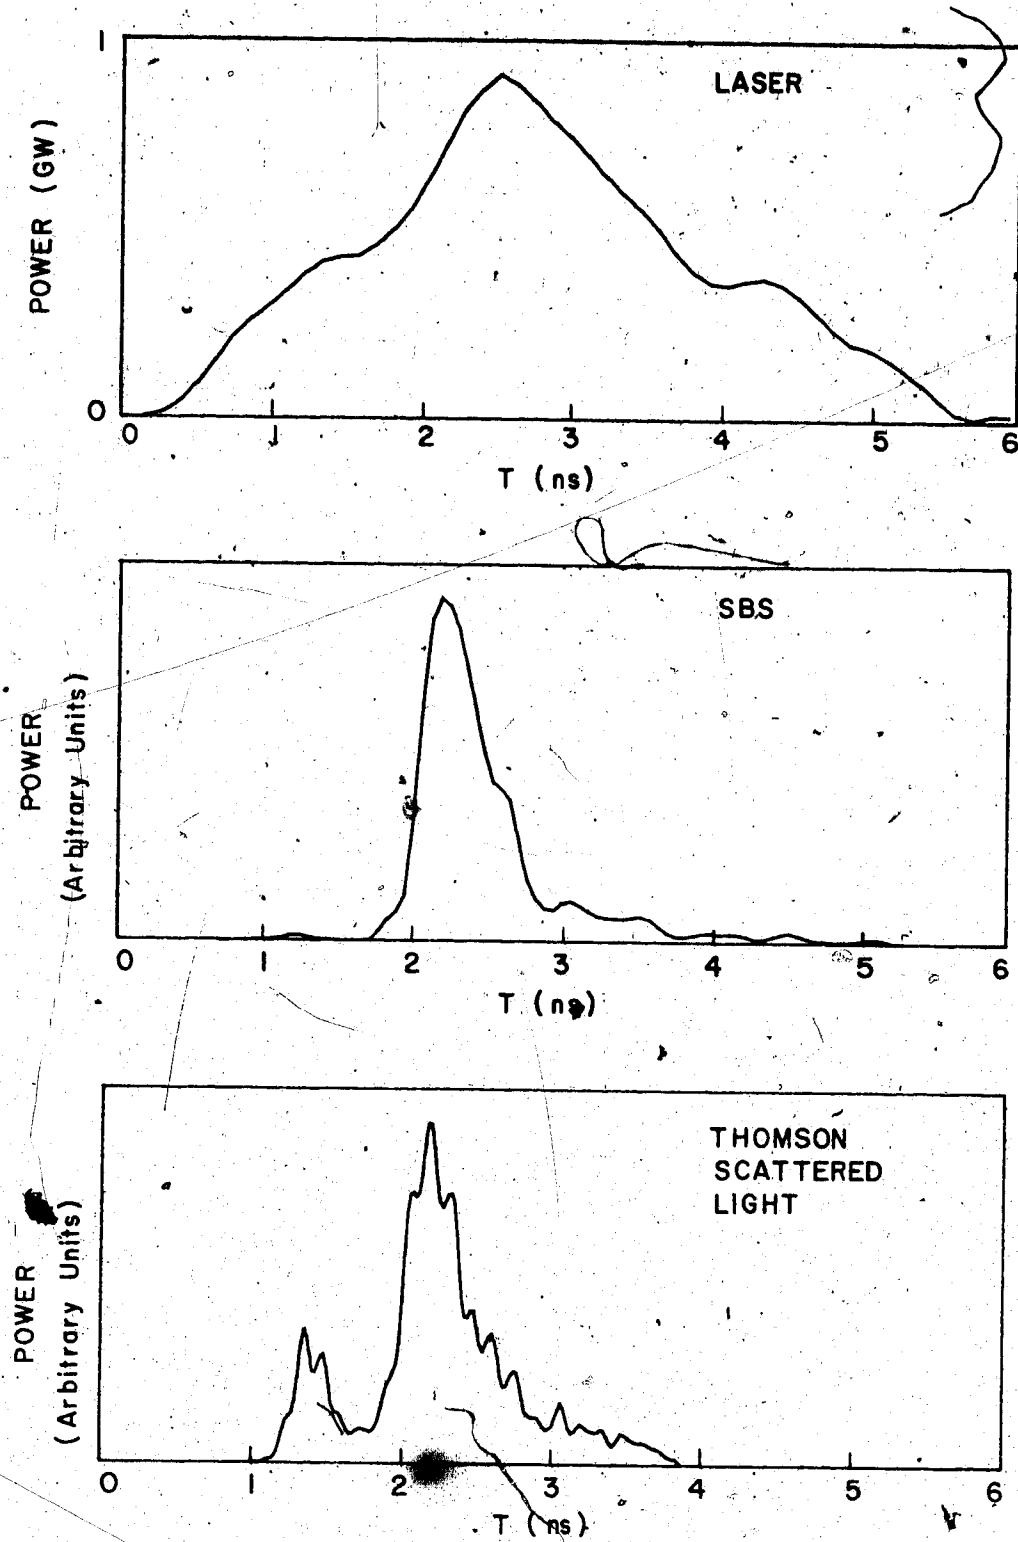 1
LASER
POWER (GW)
0
0 1 2 3 4 5 6
T (ns)
SBS
POWER
(Arbitrary Units)
0 1 2 3 4 5 6
T (ns)
THOMSON
SCATTERED
LIGHT
POWER
(Arbitrary Units)
0 1 2 3 4 5 6
T (ns)